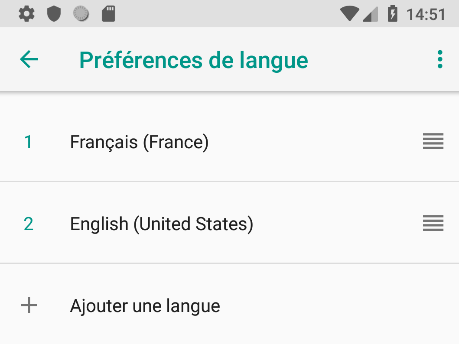 14:51
Préférences de langue
1 Français (France)
2 English (United States)
Ajouter une langue